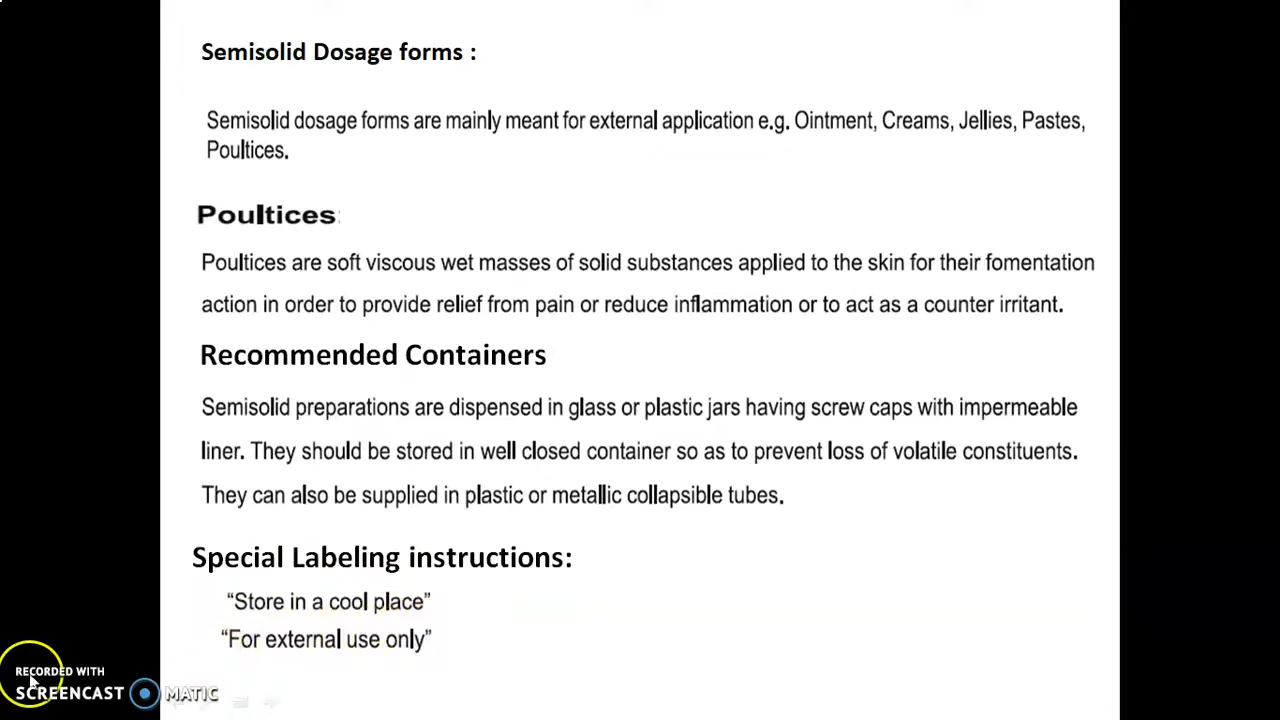 Semisolid Dosage forms :
Semisolid dosage forms are mainly meant for external application e.g. Ointment, Creams, Jellies, Pastes,
Poultices.
Poultices:
Poultices are soft viscous wet masses of solid substances applied to the skin for their fomentation
action in order to provide relief from pain or reduce inflammation or to act as a counter irritant.
Recommended Containers
Semisolid preparations are dispensed in glass or plastic jars having screw caps with impermeable
liner. They should be stored in well closed container so as to prevent loss of volatile constituents.
They can also be supplied in plastic or metallic collapsible tubes.
Special Labeling instructions:
“Store in a cool place”
“For external use only”
RECORDED WITH
SCREENCAST MATIC